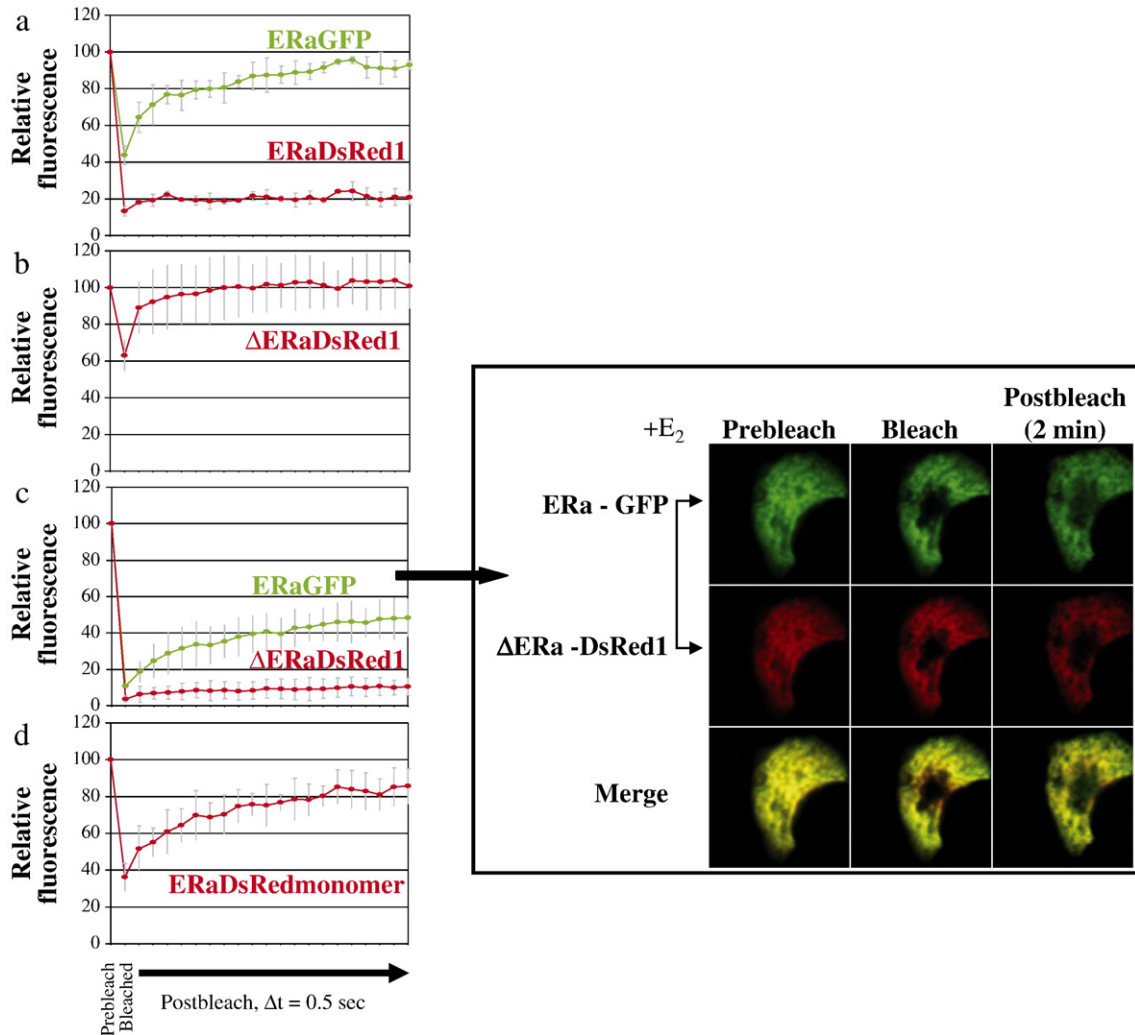 a
120
100
80
60
40
20
0
Relative
fluorescence
ERaGFP
ERaDsRed1
b
120
100
80
60
40
20
0
Relative
fluorescence
ΔERaDsRed1
c
120
100
80
60
40
20
0
Relative
fluorescence
ERaGFP
ΔERaDsRed1
d
120
100
80
60
40
20
0
Relative
fluorescence
ERaDsRedmonomer
Prebleach
Bleached
Postbleach, Δt = 0.5 sec
+E2
Prebleach
Bleach
Postbleach
(2 min)
ERa - GFP
ΔERa -DsRed1
Merge